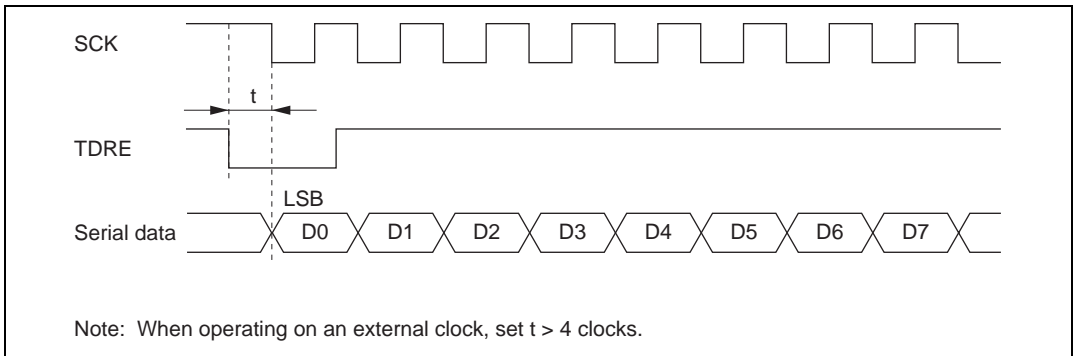 SCK
t
TDRE
LSB
Serial data D0 D1 D2 D3 D4 D5 D6 D7
Note: When operating on an external clock, set t > 4 clocks.